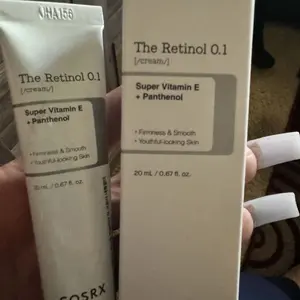 JHA156
The Retinol 0.1
[/cream/]
Super Vitamin E
+ Panthenol
• Firmness & Smooth
• Youthful-looking Skin
20 mL / 0.67 fl. oz.
COSRX
The Retinol 0.1
[/cream/]
Super Vitamin E
+ Panthenol
• Firmness & Smooth
• Youthful-looking Skin
20 mL / 0.67 fl. oz.